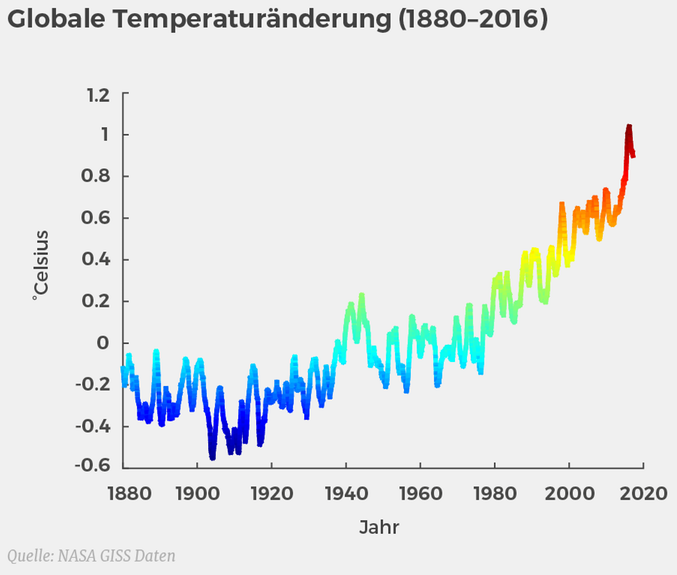 Globale Temperaturänderung (1880–2016)
1.2
1
0.8
0.6
0.4
0.2
0
-0.2
-0.4
-0.6
°Celsius
1880 1900 1920 1940 1960 1980 2000 2020
Jahr
Quelle: NASA GISS Daten